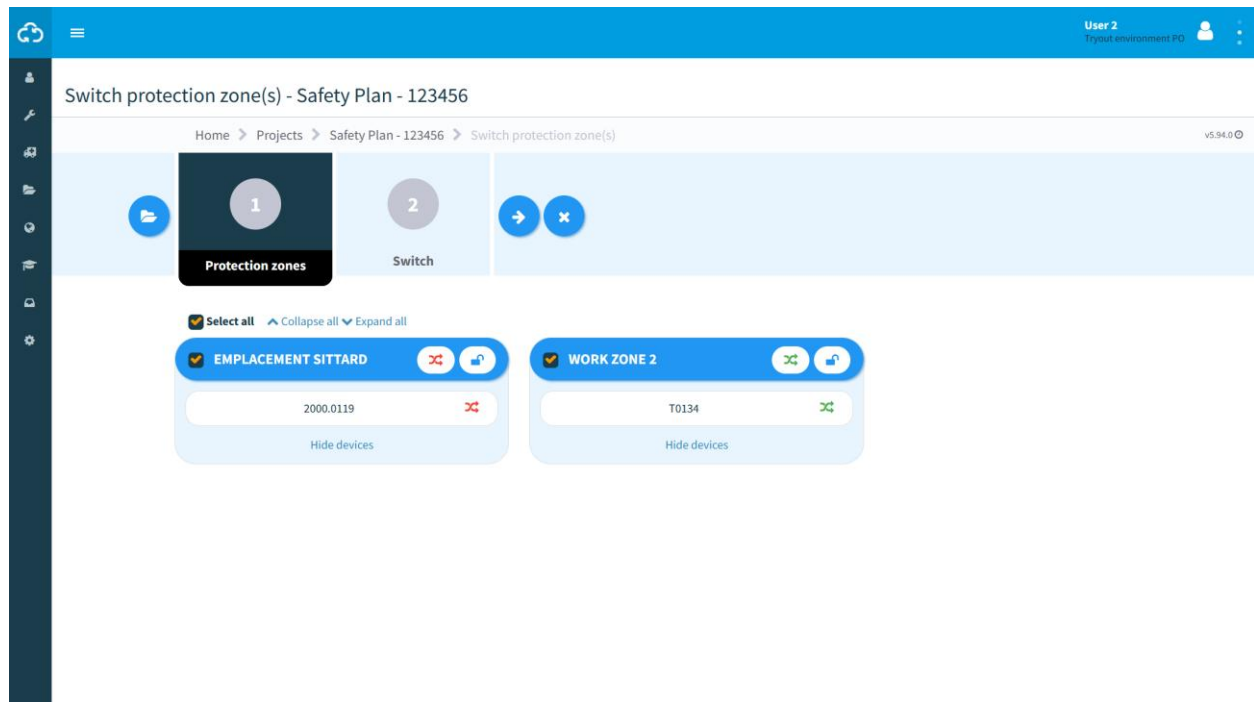 User 2
Tryout environment PO
Switch protection zone(s) - Safety Plan - 123456
Home Projects Safety Plan - 123456 Switch protection zone(s)
v5.94.0
1
2
Protection zones
Switch
Select all Collapse all Expand all
EMPLACEMENT SITTARD
WORK ZONE 2
2000.0119
T0134
Hide devices
Hide devices